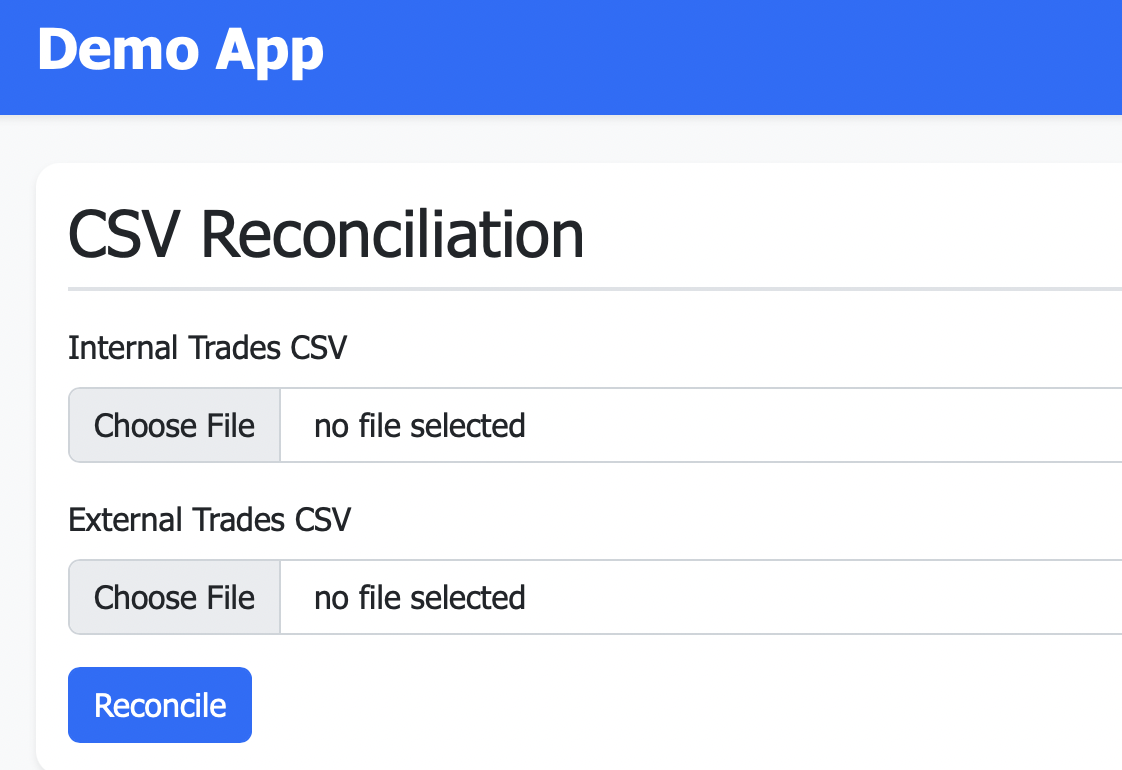 Demo App
CSV Reconciliation
Internal Trades CSV
Choose File no file selected
External Trades CSV
Choose File no file selected
Reconcile